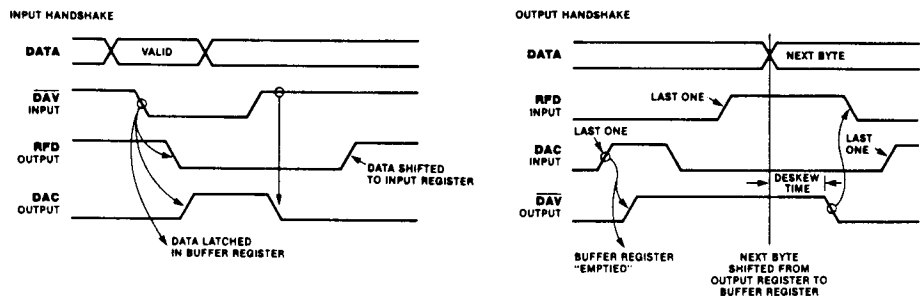 INPUT HANDSHAKE
DATA
VALID
DAV
INPUT
RFD
OUTPUT
DATA SHIFTED
TO INPUT REGISTER
DAC
OUTPUT
DATA LATCHED
IN BUFFER REGISTER
OUTPUT HANDSHAKE
DATA
NEXT BYTE
RFD
INPUT
LAST ONE
LAST ONE
DAC
INPUT
LAST
ONE
DESKEW
TIME
DAV
OUTPUT
BUFFER REGISTER
"EMPTIED"
NEXT BYTE
SHIFTED FROM
OUTPUT REGISTER TO
BUFFER REGISTER